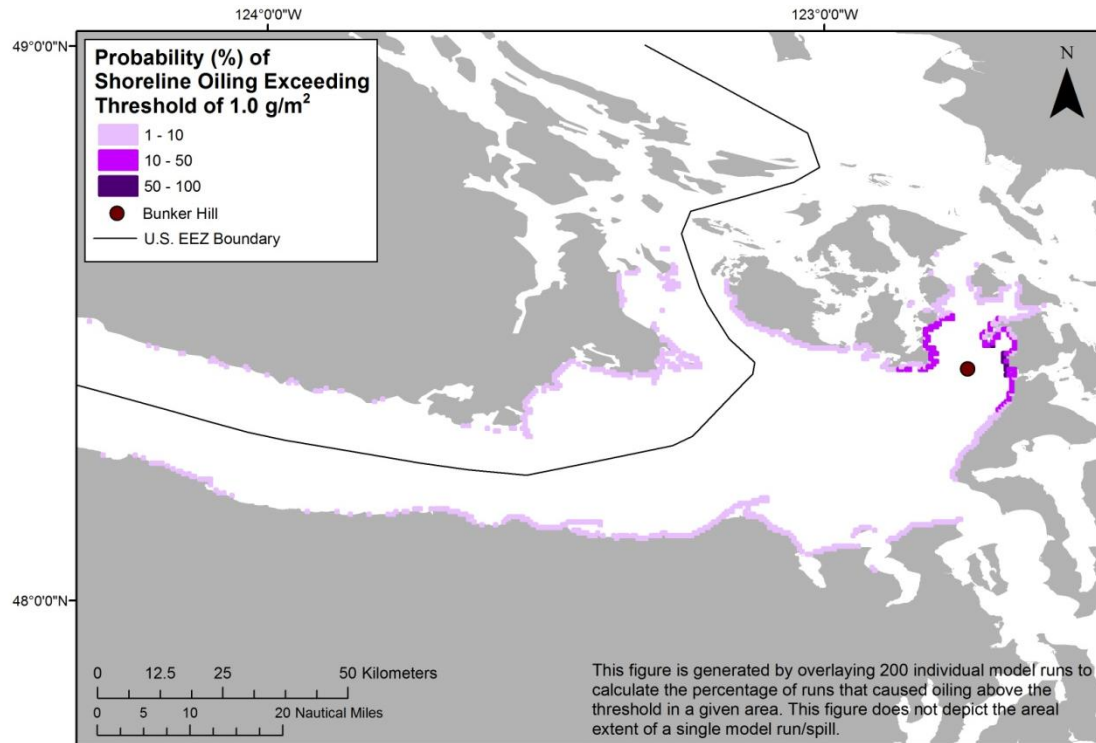 124°0'0"W
123°0'0"W
49°0'0"N
Probability (%) of
Shoreline Oiling Exceeding
Threshold of 1.0 g/m²
1 - 10
10 - 50
50 - 100
Bunker Hill
U.S. EEZ Boundary
N
48°0'0"N
0 12.5 25 50 Kilometers
0 5 10 20 Nautical Miles
This figure is generated by overlaying 200 individual model runs to
calculate the percentage of runs that caused oiling above the
threshold in a given area. This figure does not depict the areal
extent of a single model run/spill.